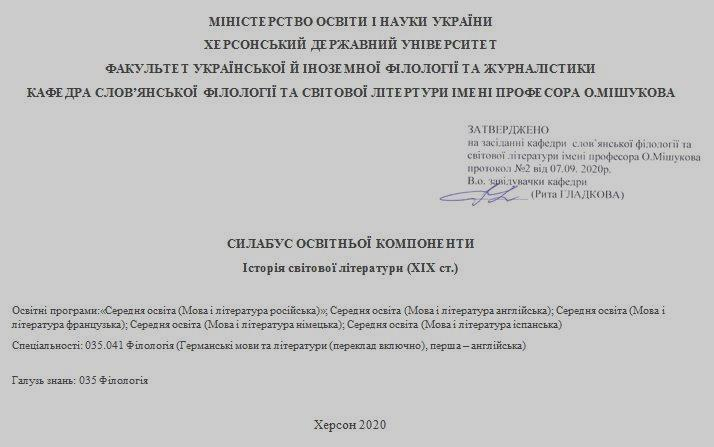 МІНІСТЕРСТВО ОСВІТИ І НАУКИ УКРАЇНИ
ХЕРСОНСЬКИЙ ДЕРЖАВНИЙ УНІВЕРСИТЕТ
ФАКУЛЬТЕТ УКРАЇНСЬКОЇ Й ІНОЗЕМНОЇ ФІЛОЛОГІЇ ТА ЖУРНАЛІСТИКИ
КАФЕДРА СЛОВ’ЯНСЬКОЇ ФІЛОЛОГІЇ ТА СВІТОВОЇ ЛІТЕРТУРИ ІМЕНІ ПРОФЕСОРА О.МІШУКОВА
ЗАТВЕРДЖЕНО
на засіданні кафедри слов’янської філології та
світової літератури імені професора О.Мішукова
протокол №2 від 07.09. 2020р.
В.о. завідувачки кафедри
(Рита ГЛАДКОВА)
СИЛАБУС ОСВІТНЬОЇ КОМПОНЕНТИ
Історія світової літератури (ХІХ ст.)
Освітні програми:«Середня освіта (Мова і література російська)»; Середня освіта (Мова і література англійська); Середня освіта (Мова і
література французька); Середня освіта (Мова і література німецька); Середня освіта (Мова і література іспанська)
Спеціальності: 035.041 Філологія (Германські мови та літератури (переклад включно), перша – англійська)
Галузь знань: 035 Філологія
Херсон 2020